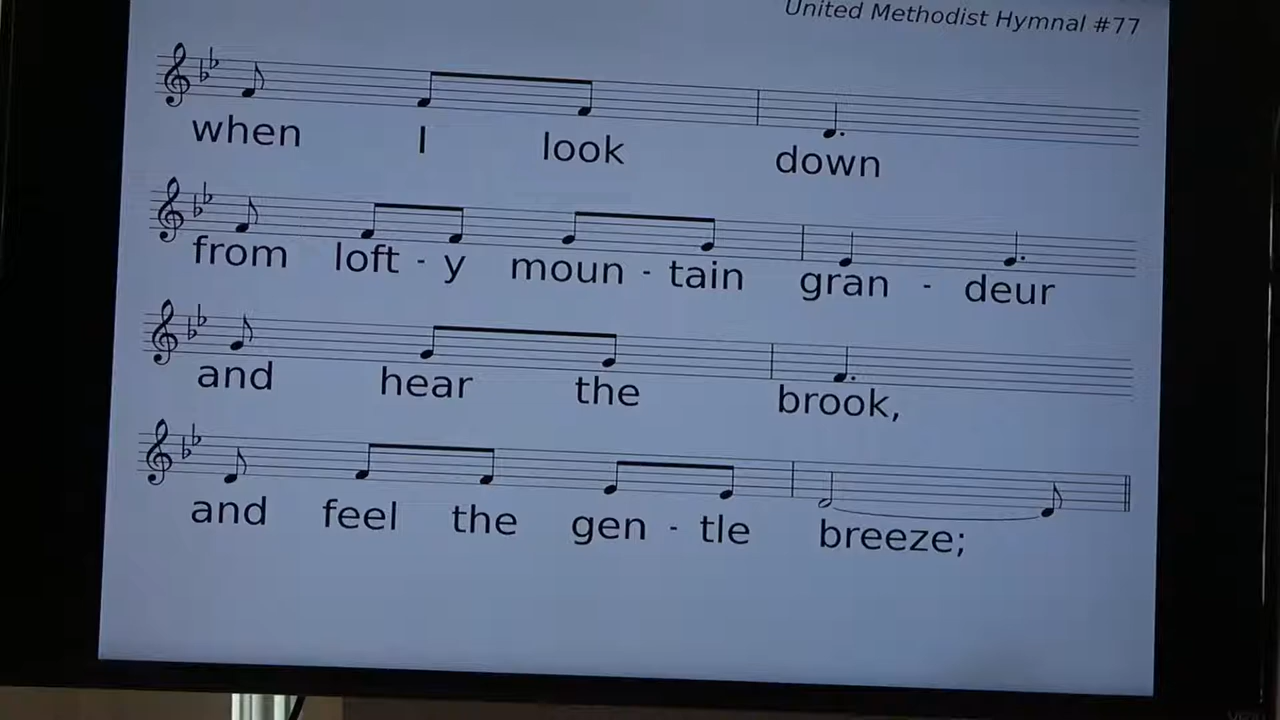 United Methodist Hymnal #77
when I look down
from loft - y moun - tain gran - deur
and hear the brook,
and feel the gen - tle breeze;